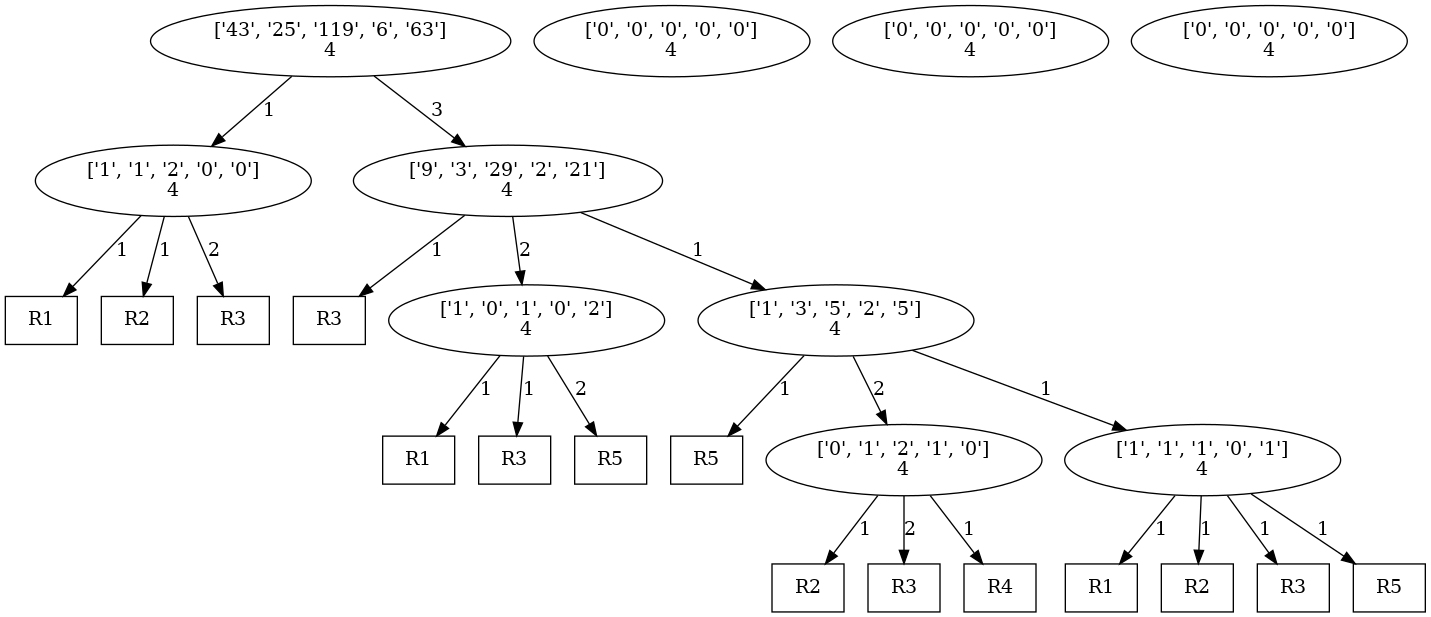 ['43', '25', '119', '6', '63']
4
['0', '0', '0', '0', '0']
4
['0', '0', '0', '0', '0']
4
['0', '0', '0', '0', '0']
4
1
3
['1', '1', '2', '0', '0']
4
['9', '3', '29', '2', '21']
4
1
1
2
1
2
1
R1
R2
R3
R3
['1', '0', '1', '0', '2']
4
['1', '3', '5', '2', '5']
4
1
1
2
1
2
1
R1
R3
R5
R5
['0', '1', '2', '1', '0']
4
['1', '1', '1', '0', '1']
4
1
2
1
1
1
1
1
R2
R3
R4
R1
R2
R3
R5